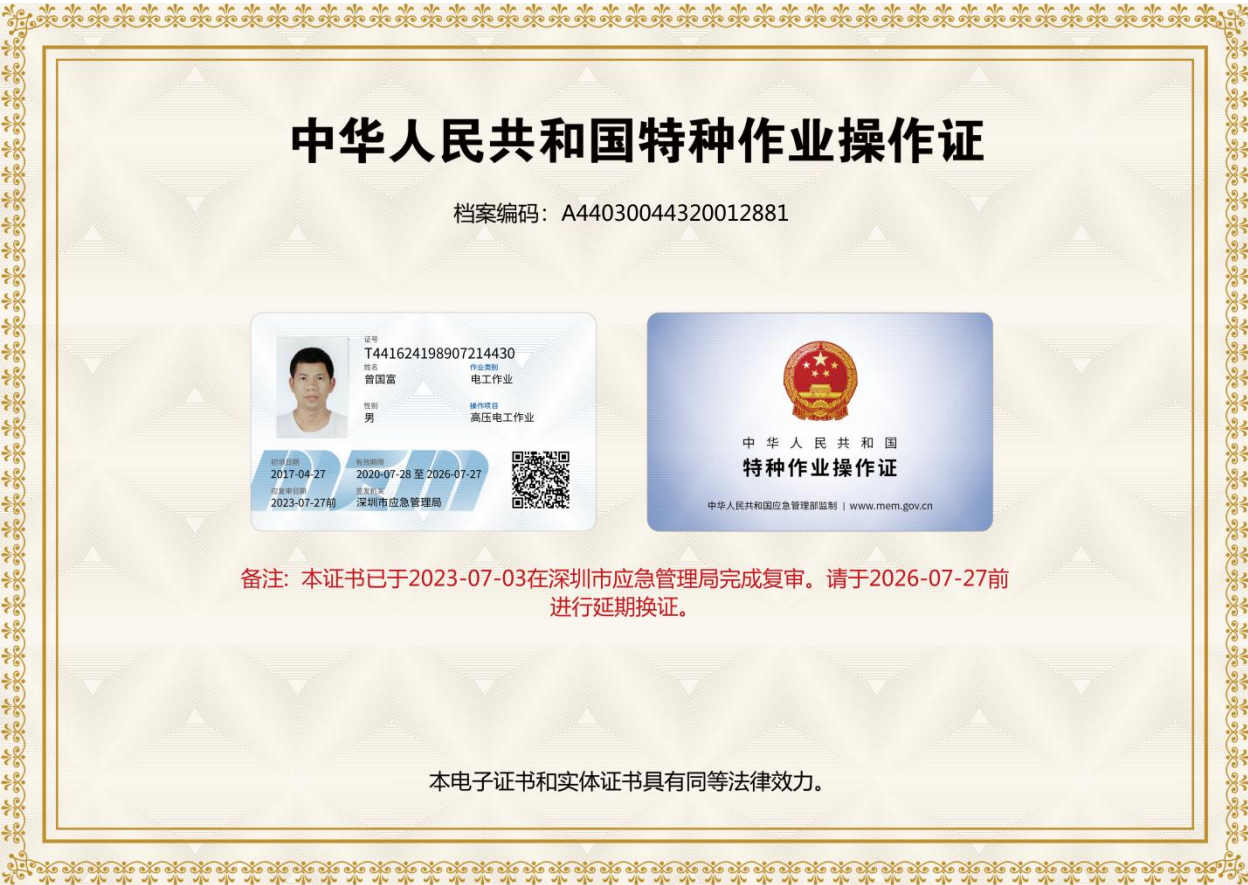 中华人民共和国特种作业操作证
档案编码：A44030044320012881
证号
T441624198907214430
姓名 作业类别
曾国富 电工作业
性别 操作项目
男 高压电工作业
初领日期 有效期限
2017-04-27 2020-07-28 至 2026-07-27
应复审日期 签发机关
2023-07-27前 深圳市应急管理局
中华人民共和国
特种作业操作证
中华人民共和国应急管理部监制 | www.mem.gov.cn
备注：本证书已于2023-07-03在深圳市应急管理局完成复审。请于2026-07-27前
进行延期换证。
本电子证书和实体证书具有同等法律效力。